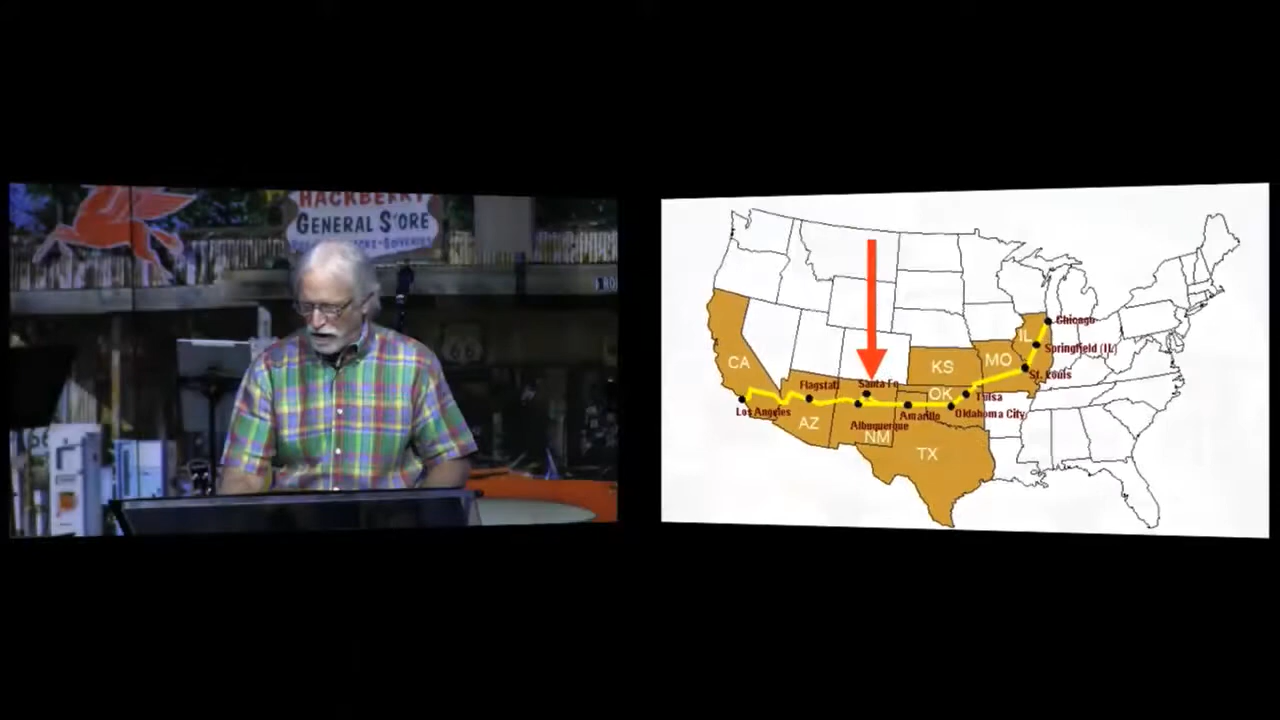 HACKBERRY
GENERAL STORE
66
CA
AZ
NM
TX
KS
OK
MO
IL
Chicago
Springfield (IL)
St. Louis
Tulsa
Oklahoma City
Amarillo
Santa Fe
Albuquerque
Flagstaff
Los Angeles